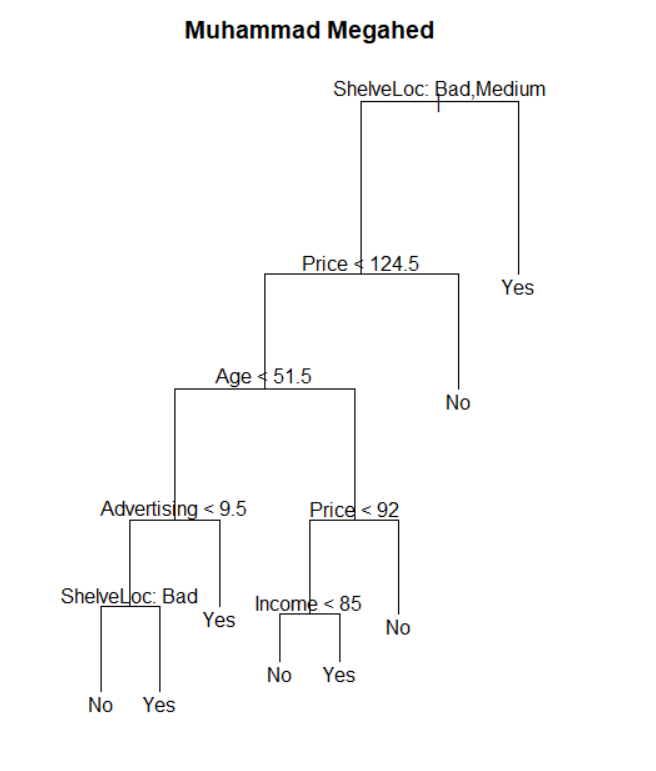 Muhammad Megahed
ShelveLoc: Bad,Medium
Price < 124.5
Yes
Age < 51.5
No
Advertising < 9.5
Price < 92
ShelveLoc: Bad
Income < 85
Yes
No
No
Yes
No
Yes